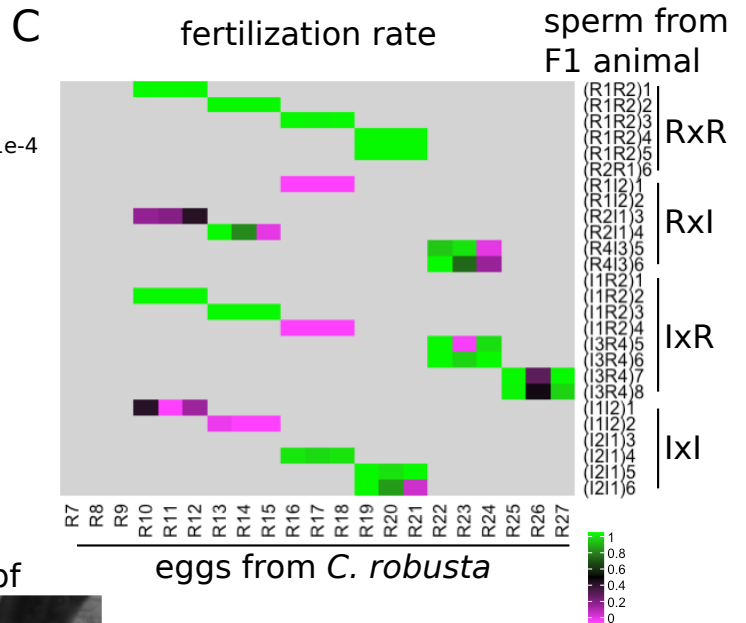 C
fertilization rate
sperm from
F1 animal
1e-4
(R1R2)1
(R1R2)2
(R1R2)3
(R1R2)4
(R1R2)5
(R2R1)6
(R1I2)1
(R1I2)2
(R2I1)3
(R2I1)4
(R4I3)5
(R4I3)6
(I1R2)1
(I1R2)2
(I1R2)3
(I1R2)4
(I3R4)5
(I3R4)6
(I3R4)7
(I3R4)8
(I1I2)1
(I1I2)2
(I2I1)3
(I2I1)4
(I2I1)5
(I2I1)6
RxR
RxI
IxR
IxI
R7 R8 R9 R10 R11 R12 R13 R14 R15 R16 R17 R18 R19 R20 R21 R22 R23 R24 R25 R26 R27
eggs from C. robusta
of
1
0.8
0.6
0.4
0.2
0